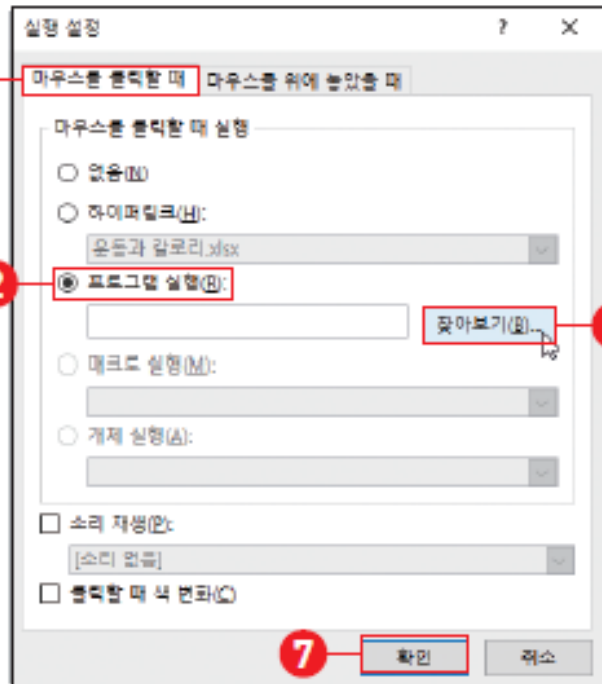 실행 설정 ?
마우스를 클릭할 때 마우스를 위에 놓았을 때
마우스를 클릭할 때 실행
없음(N)
하이퍼링크(H):
운동과 칼로리.xlsx
프로그램 실행(R):
찾아보기(B)...
매크로 실행(M):
개체 실행(A):
소리 재생(P):
[소리 없음]
클릭할 때 색 변화(C)
7 확인 취소